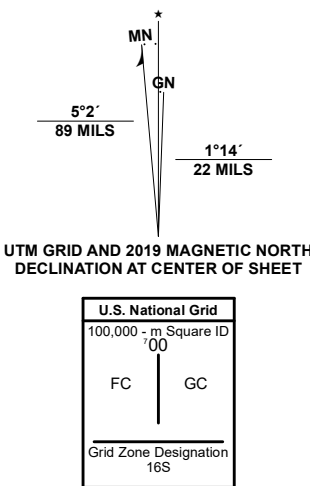 ★
MN
GN
5°2´
89 MILS
1°14´
22 MILS
UTM GRID AND 2019 MAGNETIC NORTH
DECLINATION AT CENTER OF SHEET
U.S. National Grid
100,000 - m Square ID
⁷00
FC
GC
Grid Zone Designation
16S